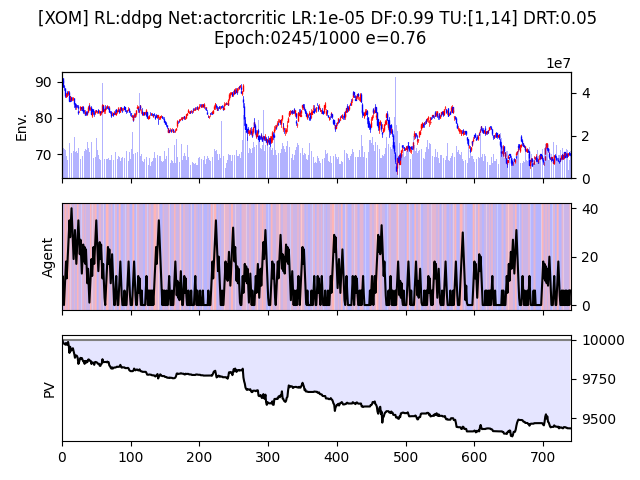 [XOM] RL:ddpg Net:actorcritic LR:1e-05 DF:0.99 TU:[1,14] DRT:0.05
Epoch:0245/1000 e=0.76
1e7
Env.
90
80
70
4
2
0
Agent
40
20
0
PV
10000
9750
9500
0 100 200 300 400 500 600 700